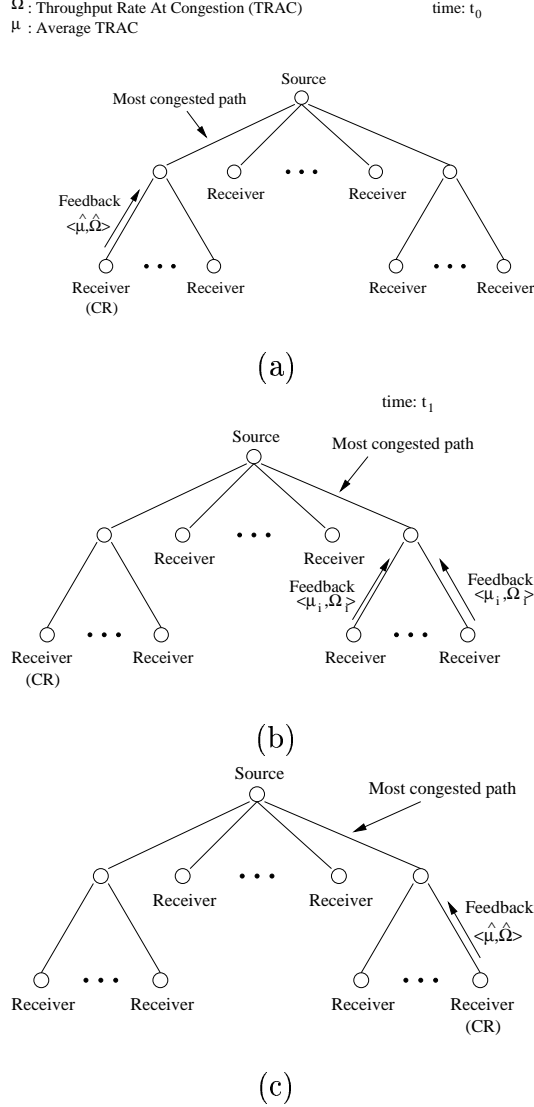 Ω : Throughput Rate At Congestion (TRAC) time: t₀
μ : Average TRAC
Source
Most congested path
Receiver • • • Receiver
Feedback
<μ̂,Ω̂>
Receiver • • • Receiver Receiver • • • Receiver
(CR)
(a)
time: t₁
Source
Most congested path
Receiver • • • Receiver
Feedback Feedback
<μᵢ,Ωᵢ> <μᵢ,Ωᵢ>
Receiver • • • Receiver Receiver • • • Receiver
(CR)
(b)
Source
Most congested path
Receiver • • • Receiver
Feedback
<μ̂,Ω̂>
Receiver • • • Receiver Receiver • • • Receiver
(CR)
(c)